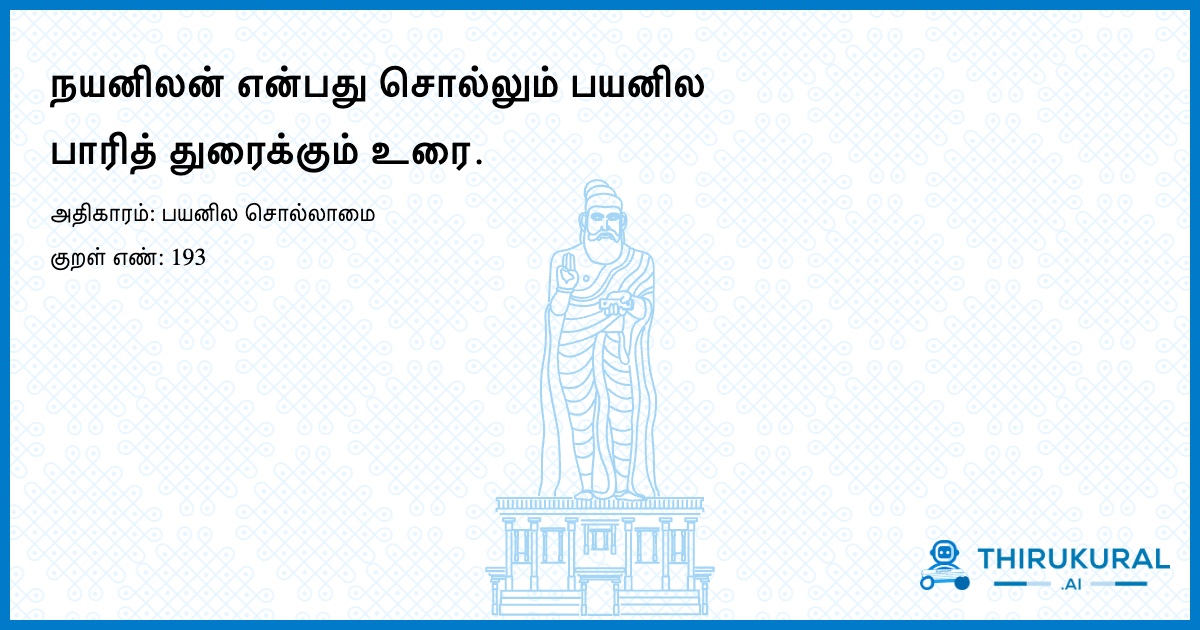 நயனிலன் என்பது சொல்லும் பயனில
பாரித் துரைக்கும் உரை.
அதிகாரம்: பயனில சொல்லாமை
குறள் எண்: 193
THIRUKURAL
.AI